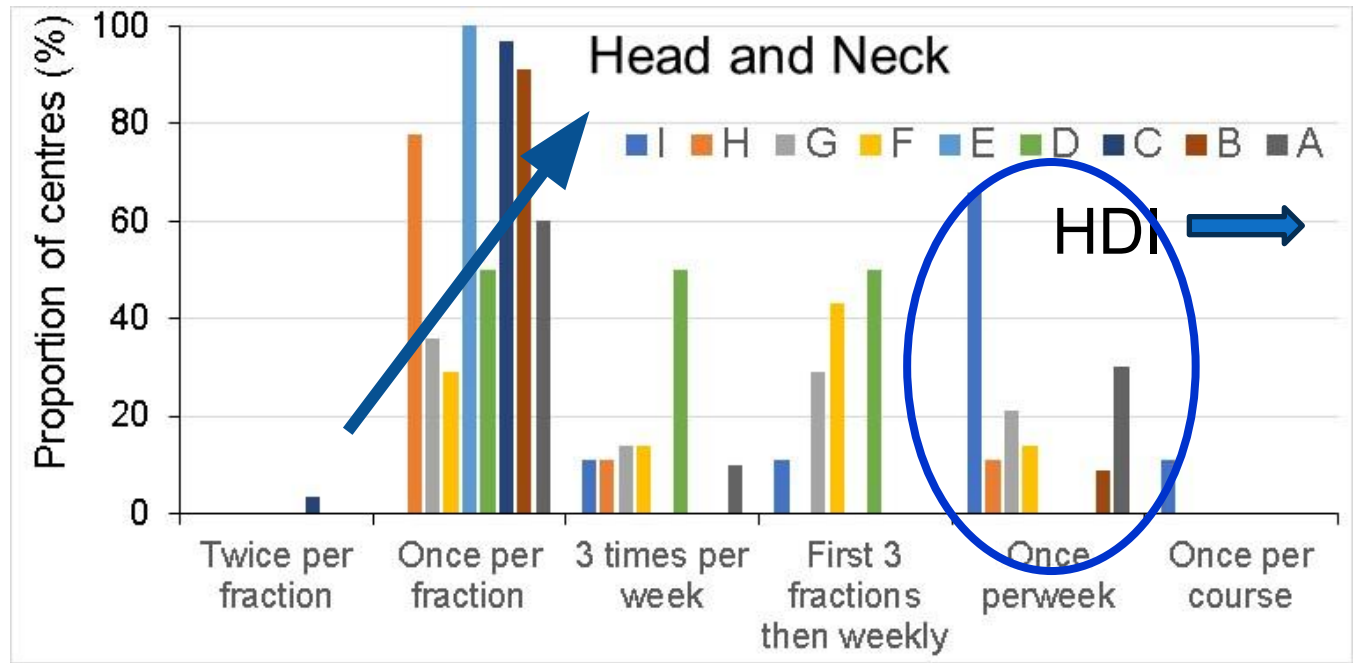 Head and Neck
I H G F E D C B A
HDI
Proportion of centres (%)
100
80
60
40
20
0
Twice per
fraction
Once per
fraction
3 times per
week
First 3
fractions
then weekly
Once
perweek
Once per
course